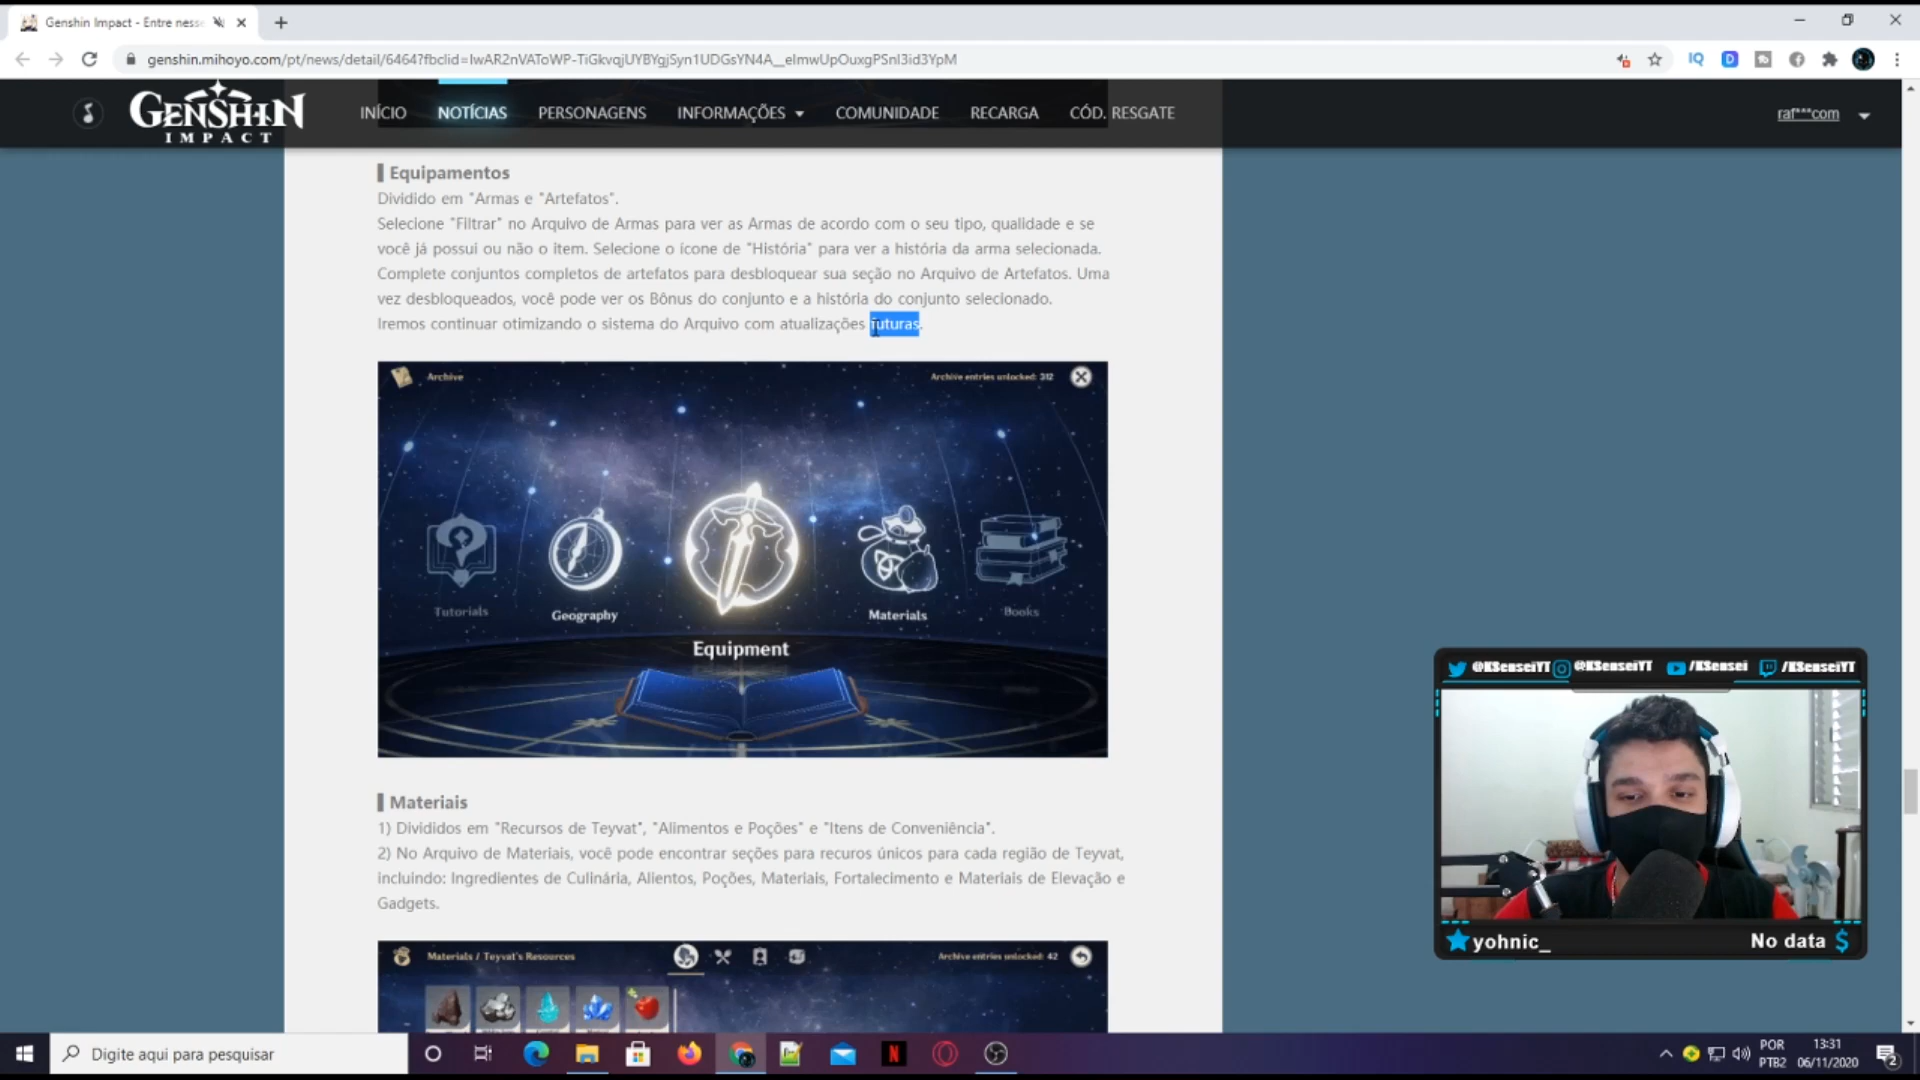 Genshin Impact - Entre ness
genshin.mihoyo.com/pt/news/detail/6464?fbclid=IwAR2nVAToWP-TiGkvqjUYBYgjSyn1UDGsYN4A__eImwUpOuxgPSnI3id3YpM
GENSHIN
IMPACT
INÍCIO
NOTÍCIAS
PERSONAGENS
INFORMAÇÕES
COMUNIDADE
RECARGA
CÓD. RESGATE
raf***com
Equipamentos
Dividido em "Armas e "Artefatos".
Selecione "Filtrar" no Arquivo de Armas para ver as Armas de acordo com o seu tipo, qualidade e se
você já possui ou não o item. Selecione o ícone de "História" para ver a história da arma selecionada.
Complete conjuntos completos de artefatos para desbloquear sua seção no Arquivo de Artefatos. Uma
vez desbloqueados, você pode ver os Bônus do conjunto e a história do conjunto selecionado.
Iremos continuar otimizando o sistema do Arquivo com atualizações futuras.
Archive
Archive entries unlocked: 312
Tutorials
Geography
Equipment
Materials
Books
Materiais
1) Divididos em "Recursos de Teyvat", "Alimentos e Poções" e "Itens de Conveniência".
2) No Arquivo de Materiais, você pode encontrar seções para recuros únicos para cada região de Teyvat,
incluindo: Ingredientes de Culinária, Alientos, Poções, Materiais, Fortalecimento e Materiais de Elevação e
Gadgets.
Materials / Teyvat's Resources
Archive entries unlocked: 42
@KSenseiYT
@KSenseiYT
/KSensei
/KSenseiYT
yohnic_
No data
Digite aqui para pesquisar
POR
PTB2
13:31
06/11/2020
2